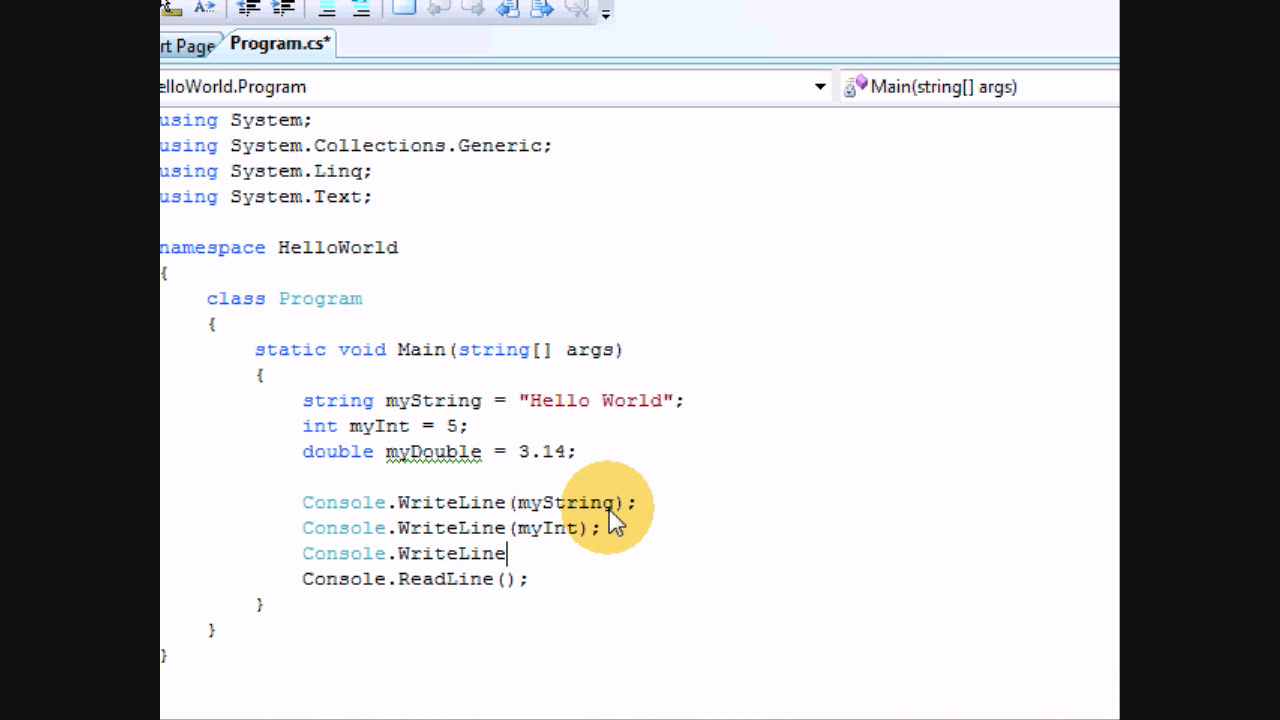 rt Page
Program.cs*
elloWorld.Program
Main(string[] args)
using System;
using System.Collections.Generic;
using System.Linq;
using System.Text;
namespace HelloWorld
{
class Program
{
static void Main(string[] args)
{
string myString = "Hello World";
int myInt = 5;
double myDouble = 3.14;
Console.WriteLine(myString);
Console.WriteLine(myInt);
Console.WriteLine
Console.ReadLine();
}
}
}